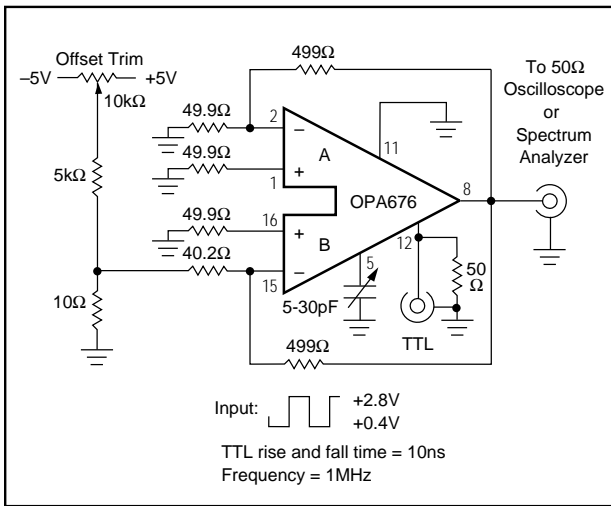 Offset Trim
–5V
+5V
10kΩ
499Ω
To 50Ω
Oscilloscope
or
Spectrum
Analyzer
49.9Ω
2
–
A
11
49.9Ω
+
1
5kΩ
OPA676
8
49.9Ω
16
+
B
12
40.2Ω
–
15
5
50
Ω
10Ω
5-30pF
TTL
499Ω
Input:
+2.8V
+0.4V
TTL rise and fall time = 10ns
Frequency = 1MHz